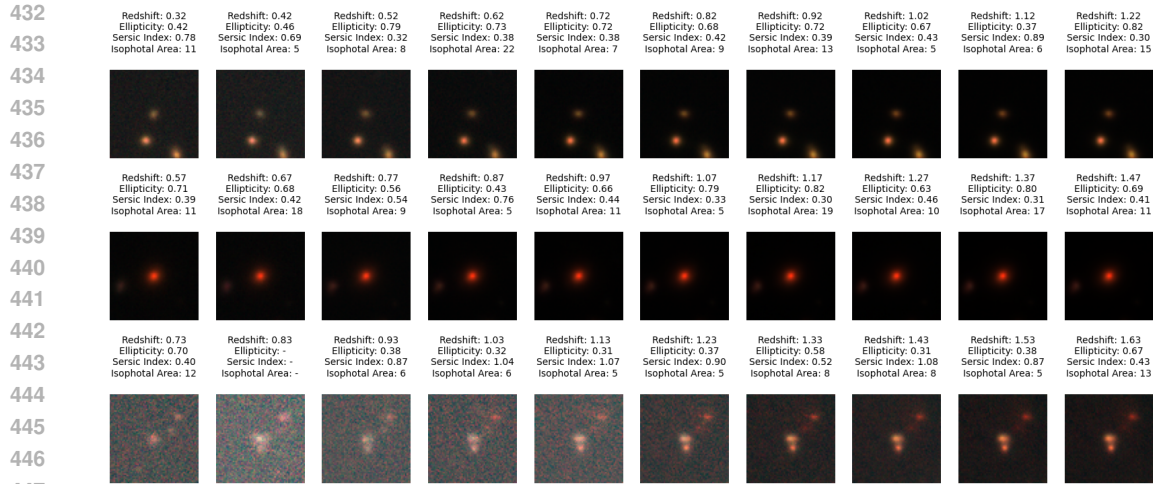 432
Redshift: 0.32 Redshift: 0.42 Redshift: 0.52 Redshift: 0.62 Redshift: 0.72 Redshift: 0.82 Redshift: 0.92 Redshift: 1.02 Redshift: 1.12 Redshift: 1.22
Ellipticity: 0.42 Ellipticity: 0.46 Ellipticity: 0.79 Ellipticity: 0.73 Ellipticity: 0.72 Ellipticity: 0.68 Ellipticity: 0.72 Ellipticity: 0.67 Ellipticity: 0.37 Ellipticity: 0.82
433
Sersic Index: 0.78 Sersic Index: 0.69 Sersic Index: 0.32 Sersic Index: 0.38 Sersic Index: 0.38 Sersic Index: 0.42 Sersic Index: 0.39 Sersic Index: 0.43 Sersic Index: 0.89 Sersic Index: 0.30
Isophotal Area: 11 Isophotal Area: 5 Isophotal Area: 8 Isophotal Area: 22 Isophotal Area: 7 Isophotal Area: 9 Isophotal Area: 13 Isophotal Area: 5 Isophotal Area: 6 Isophotal Area: 15
434
435
436
437
Redshift: 0.57 Redshift: 0.67 Redshift: 0.77 Redshift: 0.87 Redshift: 0.97 Redshift: 1.07 Redshift: 1.17 Redshift: 1.27 Redshift: 1.37 Redshift: 1.47
Ellipticity: 0.71 Ellipticity: 0.68 Ellipticity: 0.56 Ellipticity: 0.43 Ellipticity: 0.66 Ellipticity: 0.79 Ellipticity: 0.82 Ellipticity: 0.63 Ellipticity: 0.80 Ellipticity: 0.69
438
Sersic Index: 0.39 Sersic Index: 0.42 Sersic Index: 0.54 Sersic Index: 0.76 Sersic Index: 0.44 Sersic Index: 0.33 Sersic Index: 0.30 Sersic Index: 0.46 Sersic Index: 0.31 Sersic Index: 0.41
Isophotal Area: 11 Isophotal Area: 18 Isophotal Area: 9 Isophotal Area: 5 Isophotal Area: 11 Isophotal Area: 5 Isophotal Area: 19 Isophotal Area: 10 Isophotal Area: 17 Isophotal Area: 11
439
440
441
442
Redshift: 0.73 Redshift: 0.83 Redshift: 0.93 Redshift: 1.03 Redshift: 1.13 Redshift: 1.23 Redshift: 1.33 Redshift: 1.43 Redshift: 1.53 Redshift: 1.63
Ellipticity: 0.70 Ellipticity: - Ellipticity: 0.38 Ellipticity: 0.32 Ellipticity: 0.31 Ellipticity: 0.37 Ellipticity: 0.58 Ellipticity: 0.31 Ellipticity: 0.38 Ellipticity: 0.67
443
Sersic Index: 0.40 Sersic Index: - Sersic Index: 0.87 Sersic Index: 1.04 Sersic Index: 1.07 Sersic Index: 0.90 Sersic Index: 0.52 Sersic Index: 1.08 Sersic Index: 0.87 Sersic Index: 0.43
Isophotal Area: 12 Isophotal Area: - Isophotal Area: 6 Isophotal Area: 6 Isophotal Area: 5 Isophotal Area: 5 Isophotal Area: 8 Isophotal Area: 8 Isophotal Area: 5 Isophotal Area: 13
444
445
446